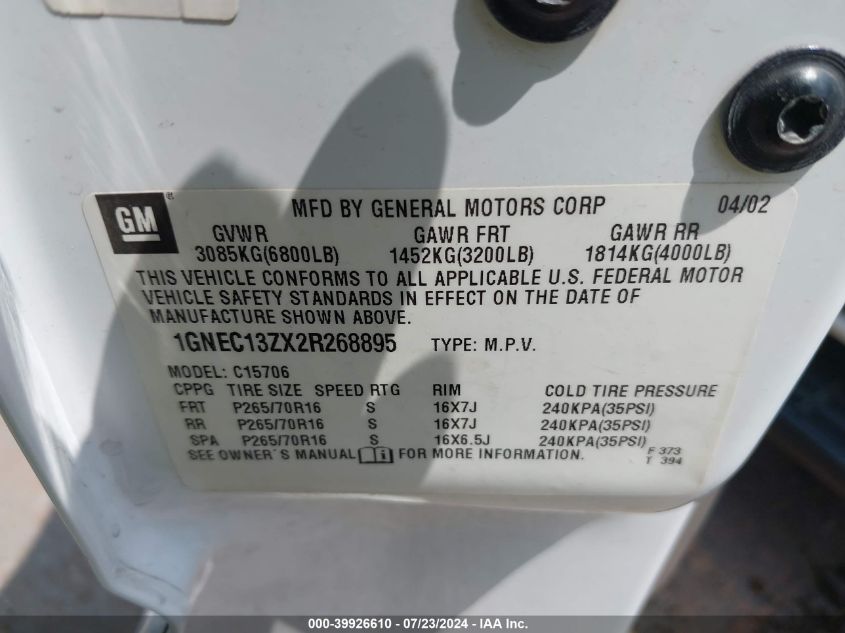 GM ®
MFD BY GENERAL MOTORS CORP 04/02
GVWR GAWR FRT GAWR RR
3085KG(6800LB) 1452KG(3200LB) 1814KG(4000LB)
THIS VEHICLE CONFORMS TO ALL APPLICABLE U.S. FEDERAL MOTOR
VEHICLE SAFETY STANDARDS IN EFFECT ON THE DATE OF
MANUFACTURE SHOWN ABOVE.
1GNEC13ZX2R268895 TYPE: M.P.V.
MODEL: C15706
CPPG TIRE SIZE SPEED RTG RIM COLD TIRE PRESSURE
FRT P265/70R16 S 16X7J 240KPA(35PSI)
RR P265/70R16 S 16X7J 240KPA(35PSI)
SPA P265/70R16 S 16X6.5J 240KPA(35PSI)
SEE OWNER'S MANUAL i FOR MORE INFORMATION. F 373
T 394
000-39926610 - 07/23/2024 - IAA Inc.